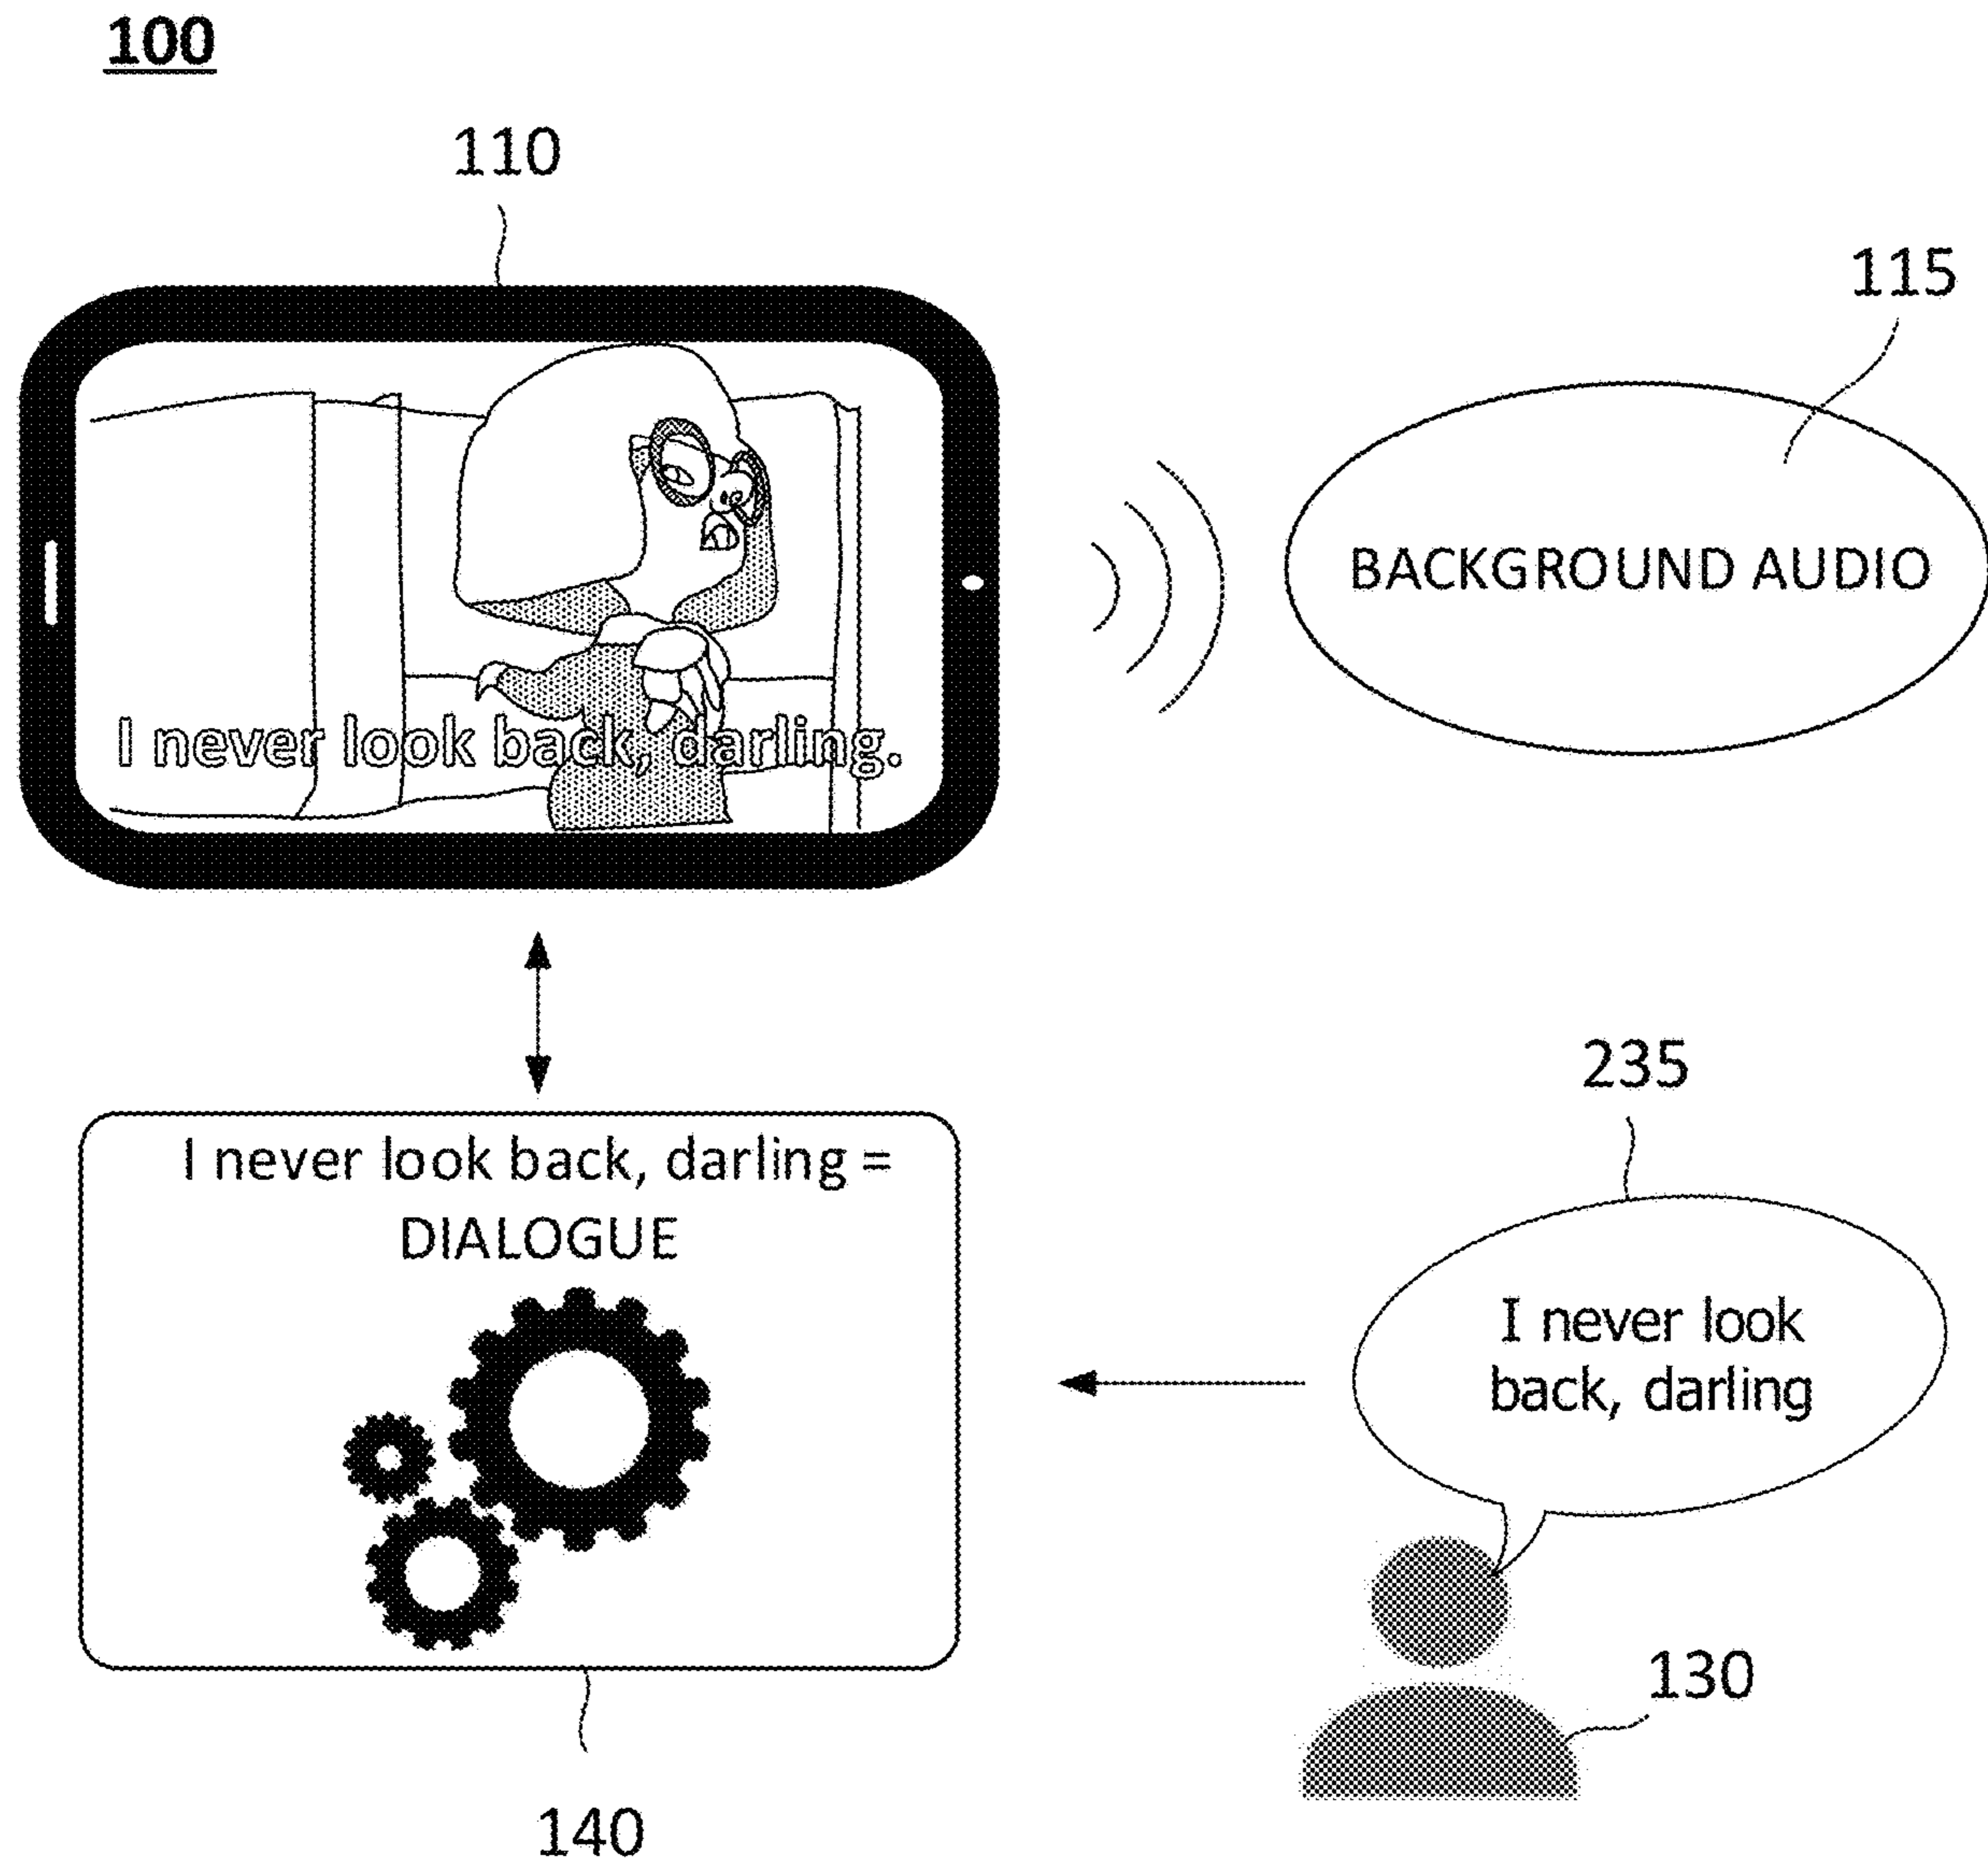 100
110
115
BACKGROUND AUDIO
I never look back, darling.
235
I never look back, darling =
DIALOGUE
I never look
back, darling
130
140